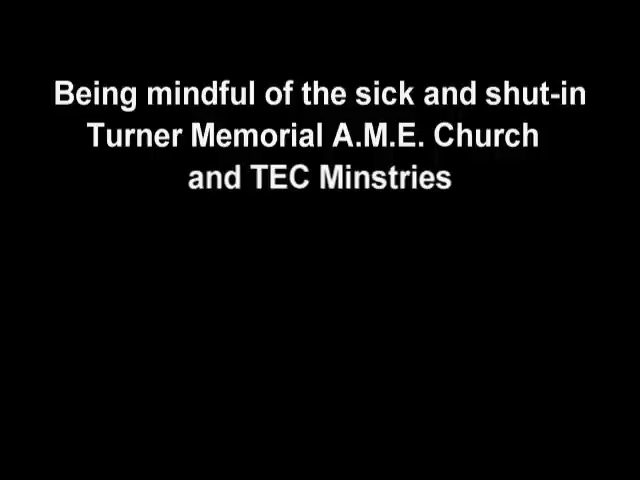 Being mindful of the sick and shut-in
Turner Memorial A.M.E. Church
and TEC Minstries